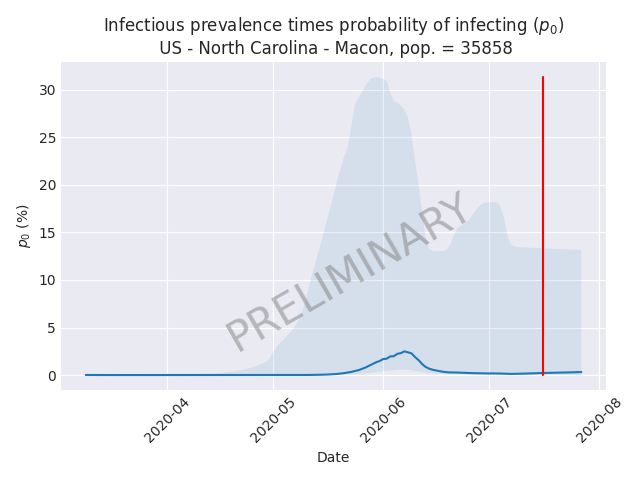 Infectious prevalence times probability of infecting (p₀)
US - North Carolina - Macon, pop. = 35858
30
25
20
15
10
5
0
p₀ (%)
PRELIMINARY
2020-04
2020-05
2020-06
2020-07
2020-08
Date